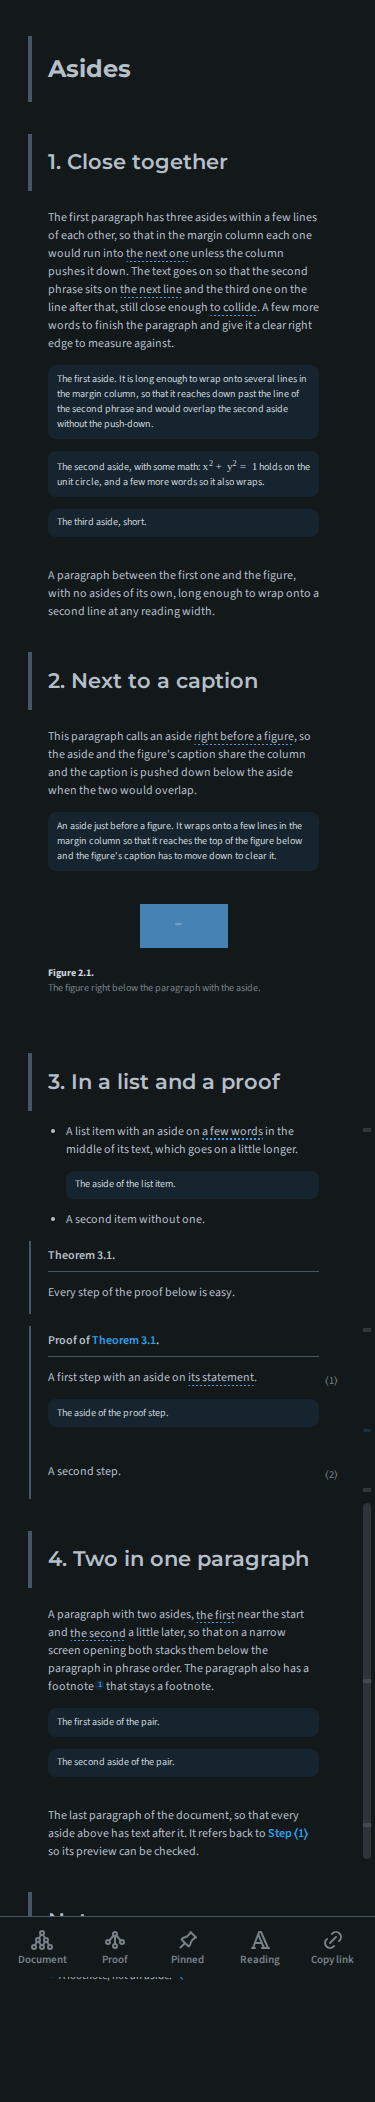 Asides
1. Close together
The first paragraph has three asides within a few lines
of each other, so that in the margin column each one
would run into the next one unless the column
pushes it down. The text goes on so that the second
phrase sits on the next line and the third one on the
line after that, still close enough to collide. A few more
words to finish the paragraph and give it a clear right
edge to measure against.
The first aside. It is long enough to wrap onto several lines in
the margin column, so that it reaches down past the line of
the second phrase and would overlap the second aside
without the push-down.
The second aside, with some math: x² + y² = 1 holds on the
unit circle, and a few more words so it also wraps.
The third aside, short.
A paragraph between the first one and the figure,
with no asides of its own, long enough to wrap onto a
second line at any reading width.
2. Next to a caption
This paragraph calls an aside right before a figure, so
the aside and the figure's caption share the column
and the caption is pushed down below the aside
when the two would overlap.
An aside just before a figure. It wraps onto a few lines in the
margin column so that it reaches the top of the figure below
and the figure's caption has to move down to clear it.
Figure 2.1.
The figure right below the paragraph with the aside.
3. In a list and a proof
• A list item with an aside on a few words in the
middle of its text, which goes on a little longer.
The aside of the list item.
• A second item without one.
Theorem 3.1.
Every step of the proof below is easy.
Proof of Theorem 3.1.
A first step with an aside on its statement. ⟨1⟩
The aside of the proof step.
A second step. ⟨2⟩
4. Two in one paragraph
A paragraph with two asides, the first near the start
and the second a little later, so that on a narrow
screen opening both stacks them below the
paragraph in phrase order. The paragraph also has a
footnote 1 that stays a footnote.
The first aside of the pair.
The second aside of the pair.
The last paragraph of the document, so that every
aside above has text after it. It refers back to Step ⟨1⟩
so its preview can be checked.
Document Proof Pinned Reading Copy link